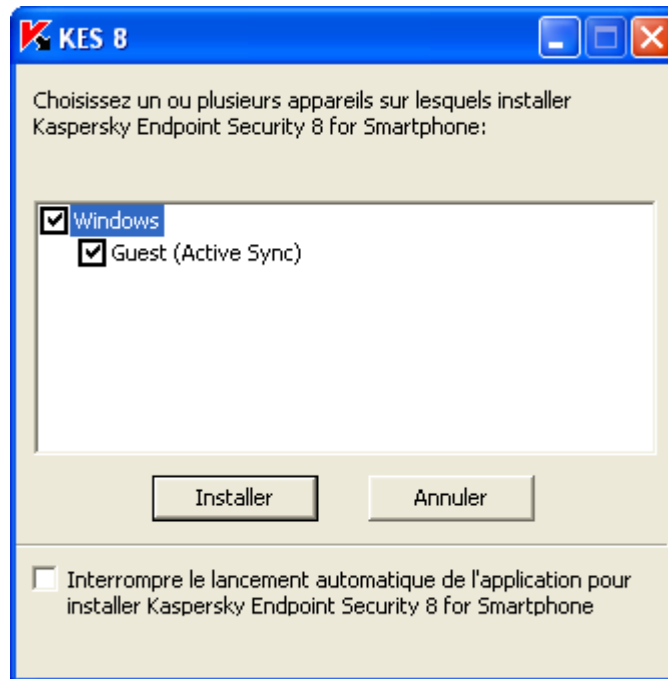 KES 8
Choisissez un ou plusieurs appareils sur lesquels installer
Kaspersky Endpoint Security 8 for Smartphone:
Windows
Guest (Active Sync)
Installer
Annuler
Interrompre le lancement automatique de l'application pour
installer Kaspersky Endpoint Security 8 for Smartphone